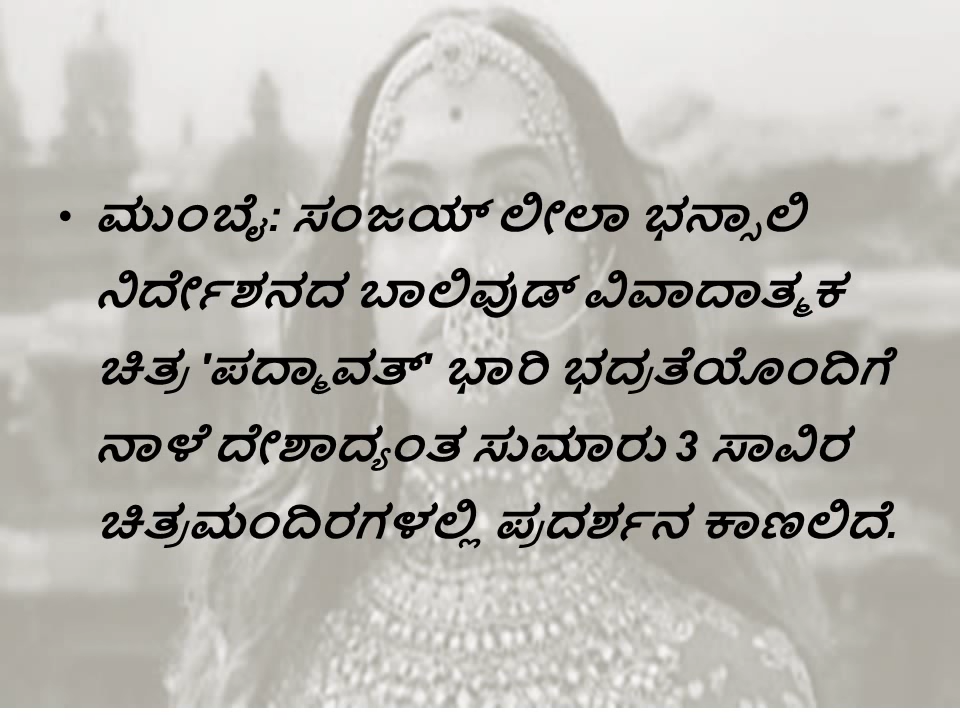 • ಮುಂಬೈ: ಸಂಜಯ್ ಲೀಲಾ ಭನ್ಸಾಲಿ
ನಿರ್ದೇಶನದ ಬಾಲಿವುಡ್ ವಿವಾದಾತ್ಮಕ
ಚಿತ್ರ 'ಪದ್ಮಾವತ್' ಭಾರಿ ಭದ್ರತೆಯೊಂದಿಗೆ
ನಾಳೆ ದೇಶಾದ್ಯಂತ ಸುಮಾರು 3 ಸಾವಿರ
ಚಿತ್ರಮಂದಿರಗಳಲ್ಲಿ ಪ್ರದರ್ಶನ ಕಾಣಲಿದೆ.